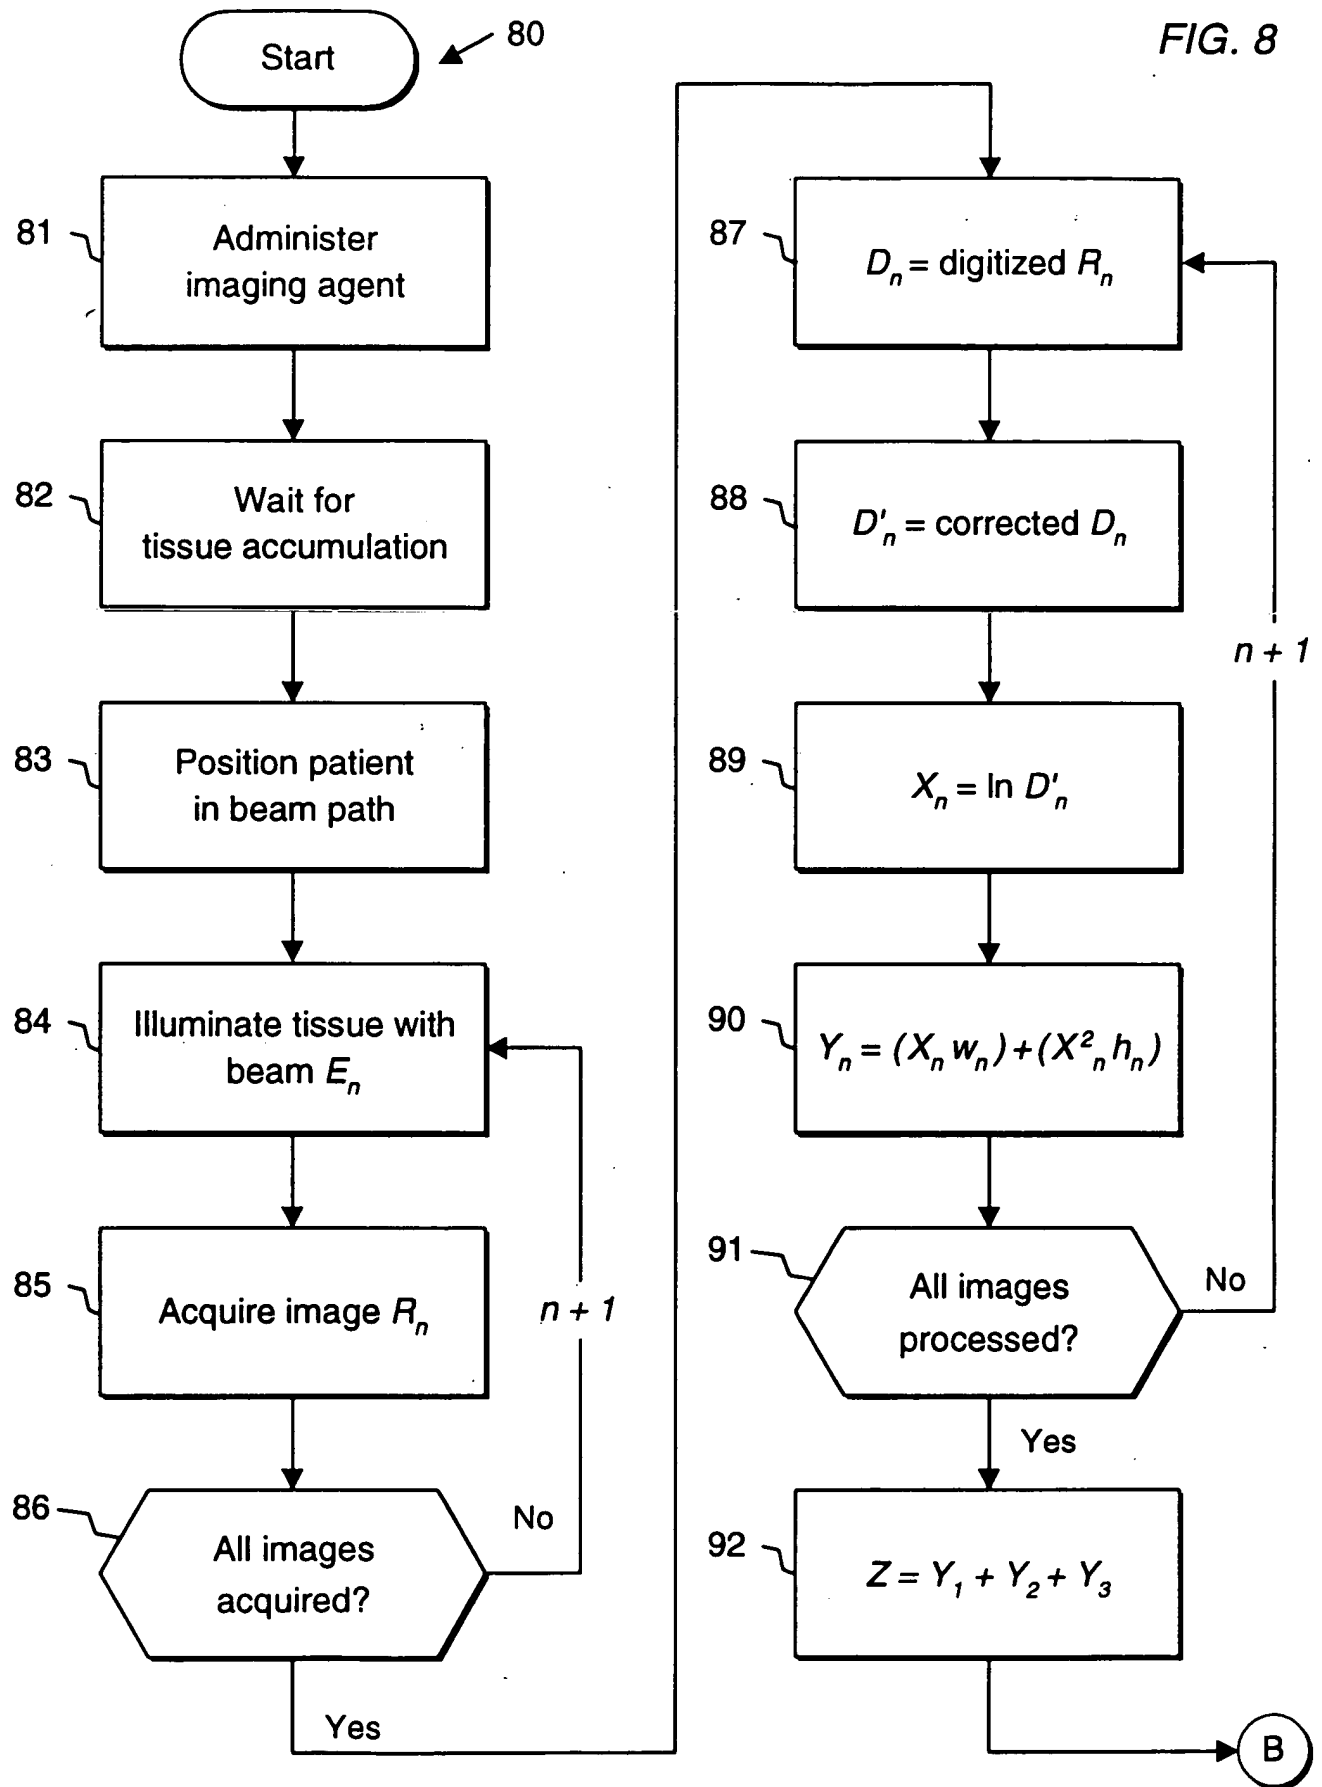 FIG. 8
Start
80
81
Administer
imaging agent
82
Wait for
tissue accumulation
83
Position patient
in beam path
84
Illuminate tissue with
beam Eₙ
85
Acquire image Rₙ
n + 1
86
All images
acquired?
No
Yes
87
Dₙ = digitized Rₙ
88
D'ₙ = corrected Dₙ
n + 1
89
Xₙ = ln D'ₙ
90
Yₙ = (Xₙ wₙ) + (X²ₙ hₙ)
91
All images
processed?
No
Yes
92
Z = Y₁ + Y₂ + Y₃
B